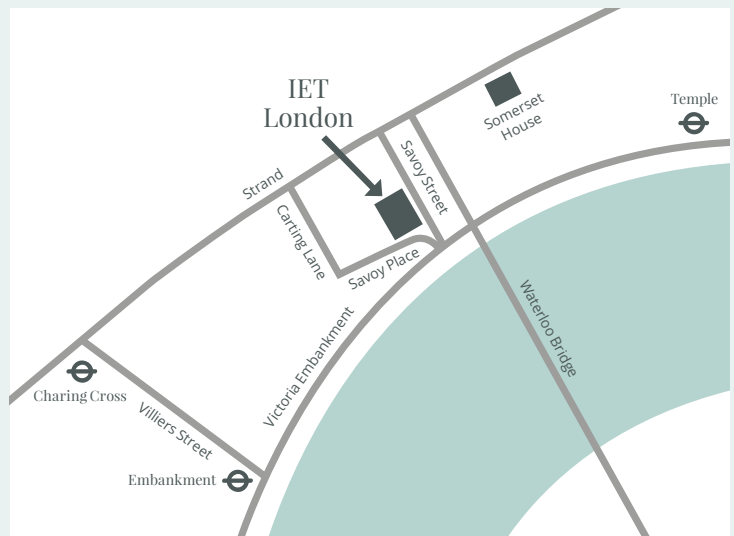 IET
London
Temple
Somerset
House
Savoy Street
Strand
Carting Lane
Savoy Place
Waterloo Bridge
Victoria Embankment
Charing Cross
Villiers Street
Embankment